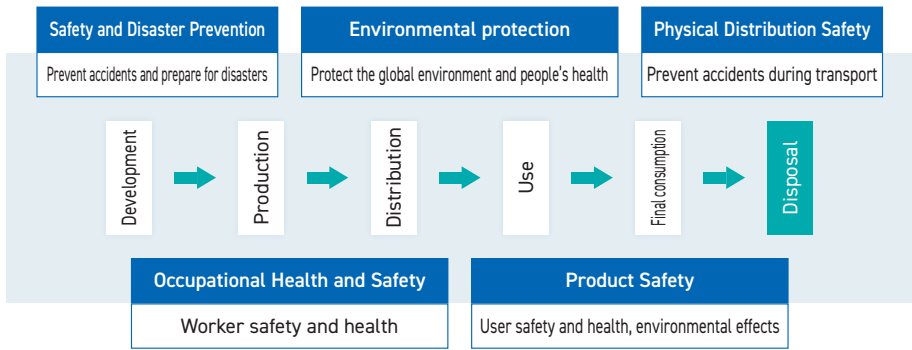 Safety and Disaster Prevention
Prevent accidents and prepare for disasters
Environmental protection
Protect the global environment and people's health
Physical Distribution Safety
Prevent accidents during transport
Development
Production
Distribution
Use
Final consumption
Disposal
Occupational Health and Safety
Worker safety and health
Product Safety
User safety and health, environmental effects